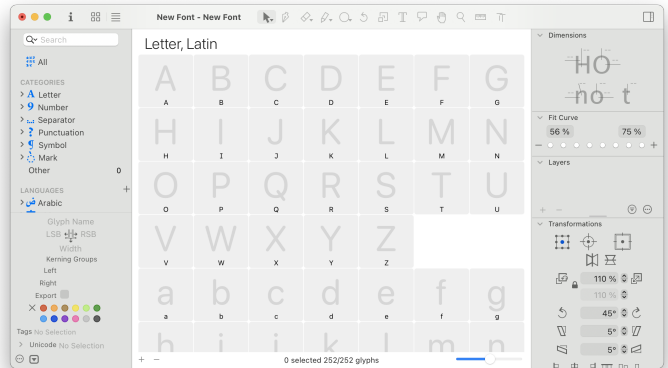 New Font - New Font
Search
Letter, Latin
All
CATEGORIES
Letter
Number
Separator
Punctuation
Symbol
Mark
Other 0
LANGUAGES
Arabic
Glyph Name
LSB RSB
Width
Kerning Groups
Left
Right
Export
Tags No Selection
Unicode No Selection
A B C D E F G
A B C D E F G
H I J K L M N
H I J K L M N
O P Q R S T U
O P Q R S T U
V W X Y Z
V W X Y Z
a b c d e f g
a b c d e f g
h i j k l m n
0 selected 252/252 glyphs
Dimensions
HO
no t
Fit Curve
56 % 75 %
Layers
Transformations
110 %
110 %
45°
5°
5°